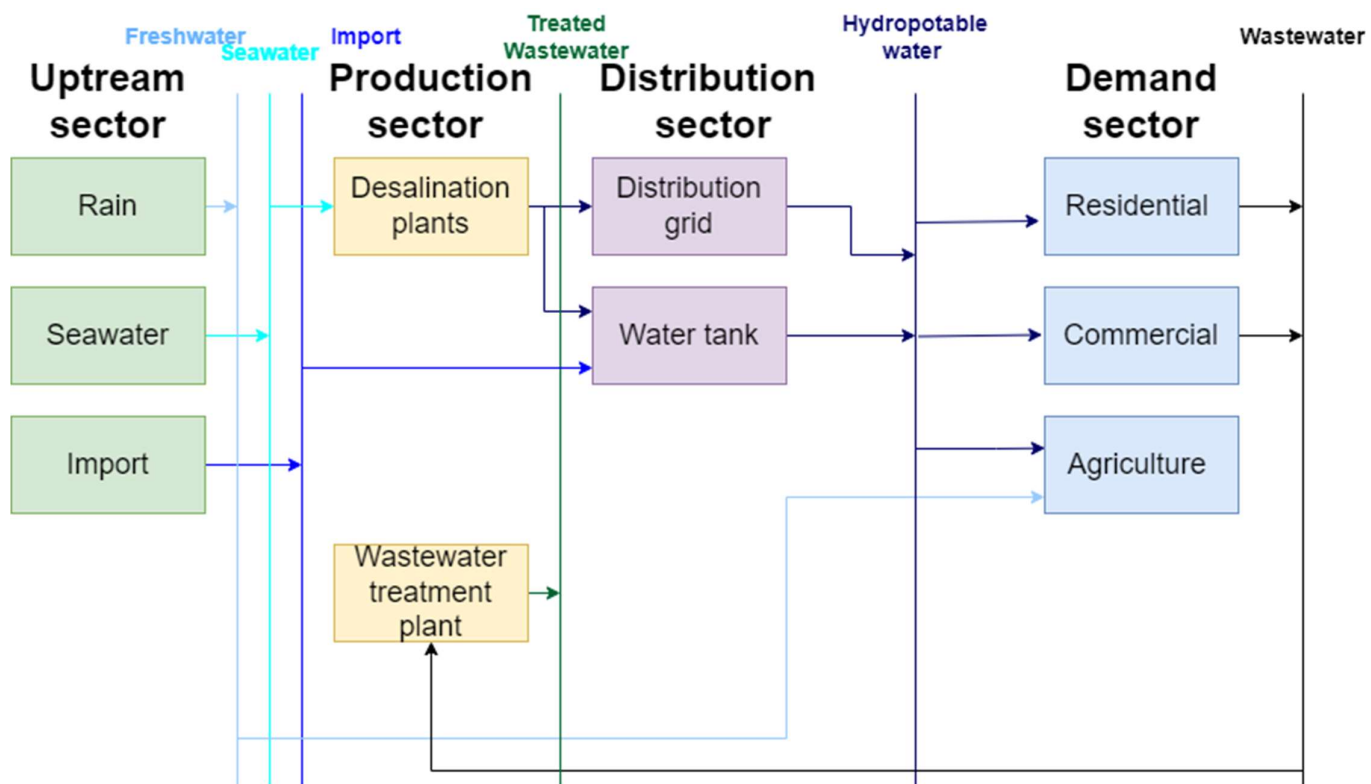 Freshwater
Seawater
Import
Treated
Wastewater
Hydropotable
water
Wastewater
Uptream
sector
Production
sector
Distribution
sector
Demand
sector
Rain
Desalination
plants
Distribution
grid
Residential
Seawater
Water tank
Commercial
Import
Agriculture
Wastewater
treatment
plant